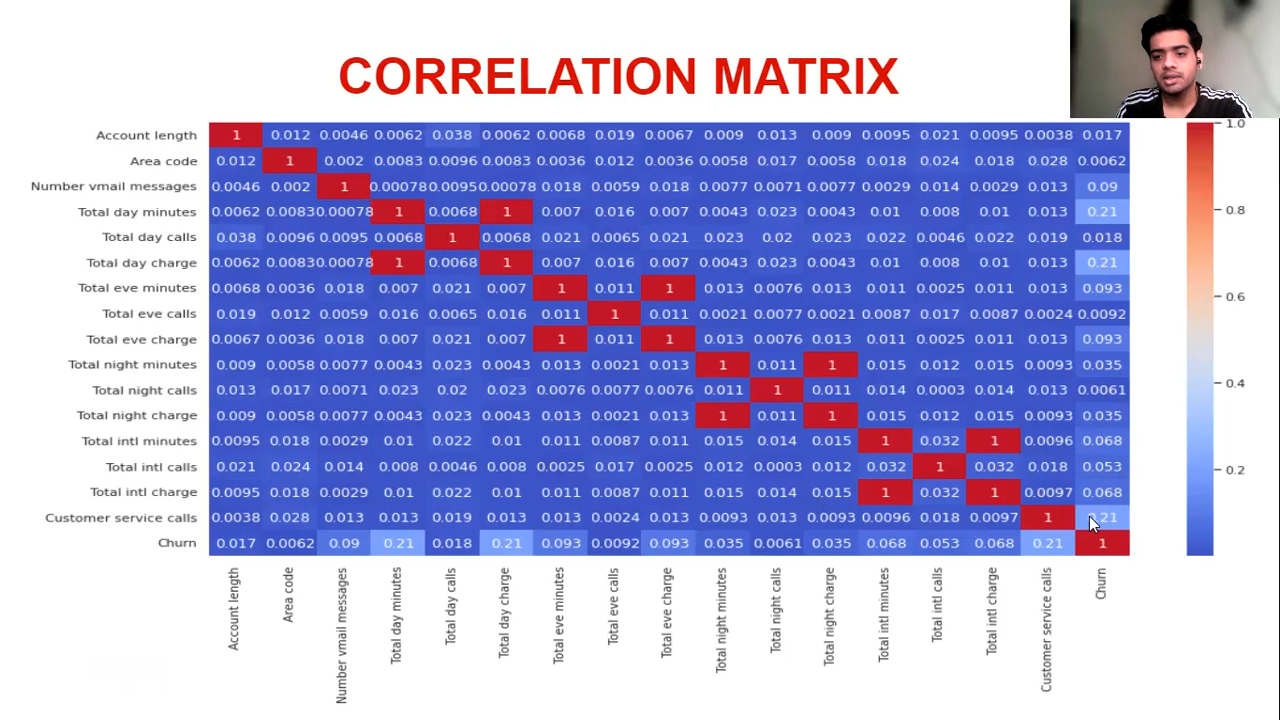 CORRELATION MATRIX
Account length 1 0.012 0.0046 0.0062 0.038 0.0062 0.0068 0.019 0.0067 0.009 0.013 0.009 0.0095 0.021 0.0095 0.0038 0.017
Area code 0.012 1 0.002 0.0083 0.0096 0.0083 0.0036 0.012 0.0036 0.0058 0.017 0.0058 0.018 0.024 0.018 0.028 0.0062
Number vmail messages 0.0046 0.002 1 0.00078 0.0095 0.00078 0.018 0.0059 0.018 0.0077 0.0071 0.0077 0.0029 0.014 0.0029 0.013 0.09
Total day minutes 0.0062 0.0083 0.00078 1 0.0068 1 0.007 0.016 0.007 0.0043 0.023 0.0043 0.01 0.008 0.01 0.013 0.21
Total day calls 0.038 0.0096 0.0095 0.0068 1 0.0068 0.021 0.0065 0.021 0.023 0.02 0.023 0.022 0.0046 0.022 0.019 0.018
Total day charge 0.0062 0.0083 0.00078 1 0.0068 1 0.007 0.016 0.007 0.0043 0.023 0.0043 0.01 0.008 0.01 0.013 0.21
Total eve minutes 0.0068 0.0036 0.018 0.007 0.021 0.007 1 0.011 1 0.013 0.0076 0.013 0.011 0.0025 0.011 0.013 0.093
Total eve calls 0.019 0.012 0.0059 0.016 0.0065 0.016 0.011 1 0.011 0.0021 0.0077 0.0021 0.0087 0.017 0.0087 0.0024 0.0092
Total eve charge 0.0067 0.0036 0.018 0.007 0.021 0.007 1 0.011 1 0.013 0.0076 0.013 0.011 0.0025 0.011 0.013 0.093
Total night minutes 0.009 0.0058 0.0077 0.0043 0.023 0.0043 0.013 0.0021 0.013 1 0.011 1 0.015 0.012 0.015 0.0093 0.035
Total night calls 0.013 0.017 0.0071 0.023 0.02 0.023 0.0076 0.0077 0.0076 0.011 1 0.011 0.014 0.0003 0.014 0.013 0.0061
Total night charge 0.009 0.0058 0.0077 0.0043 0.023 0.0043 0.013 0.0021 0.013 1 0.011 1 0.015 0.012 0.015 0.0093 0.035
Total intl minutes 0.0095 0.018 0.0029 0.01 0.022 0.01 0.011 0.0087 0.011 0.015 0.014 0.015 1 0.032 1 0.0096 0.068
Total intl calls 0.021 0.024 0.014 0.008 0.0046 0.008 0.0025 0.017 0.0025 0.012 0.0003 0.012 0.032 1 0.032 0.018 0.053
Total intl charge 0.0095 0.018 0.0029 0.01 0.022 0.01 0.011 0.0087 0.011 0.015 0.014 0.015 1 0.032 1 0.0097 0.068
Customer service calls 0.0038 0.028 0.013 0.013 0.019 0.013 0.013 0.0024 0.013 0.0093 0.013 0.0093 0.0096 0.018 0.0097 1 0.21
Churn 0.017 0.0062 0.09 0.21 0.018 0.21 0.093 0.0092 0.093 0.035 0.0061 0.035 0.068 0.053 0.068 0.21 1
Account length
Area code
Number vmail messages
Total day minutes
Total day calls
Total day charge
Total eve minutes
Total eve calls
Total eve charge
Total night minutes
Total night calls
Total night charge
Total intl minutes
Total intl calls
Total intl charge
Customer service calls
Churn
1.0
0.8
0.6
0.4
0.2